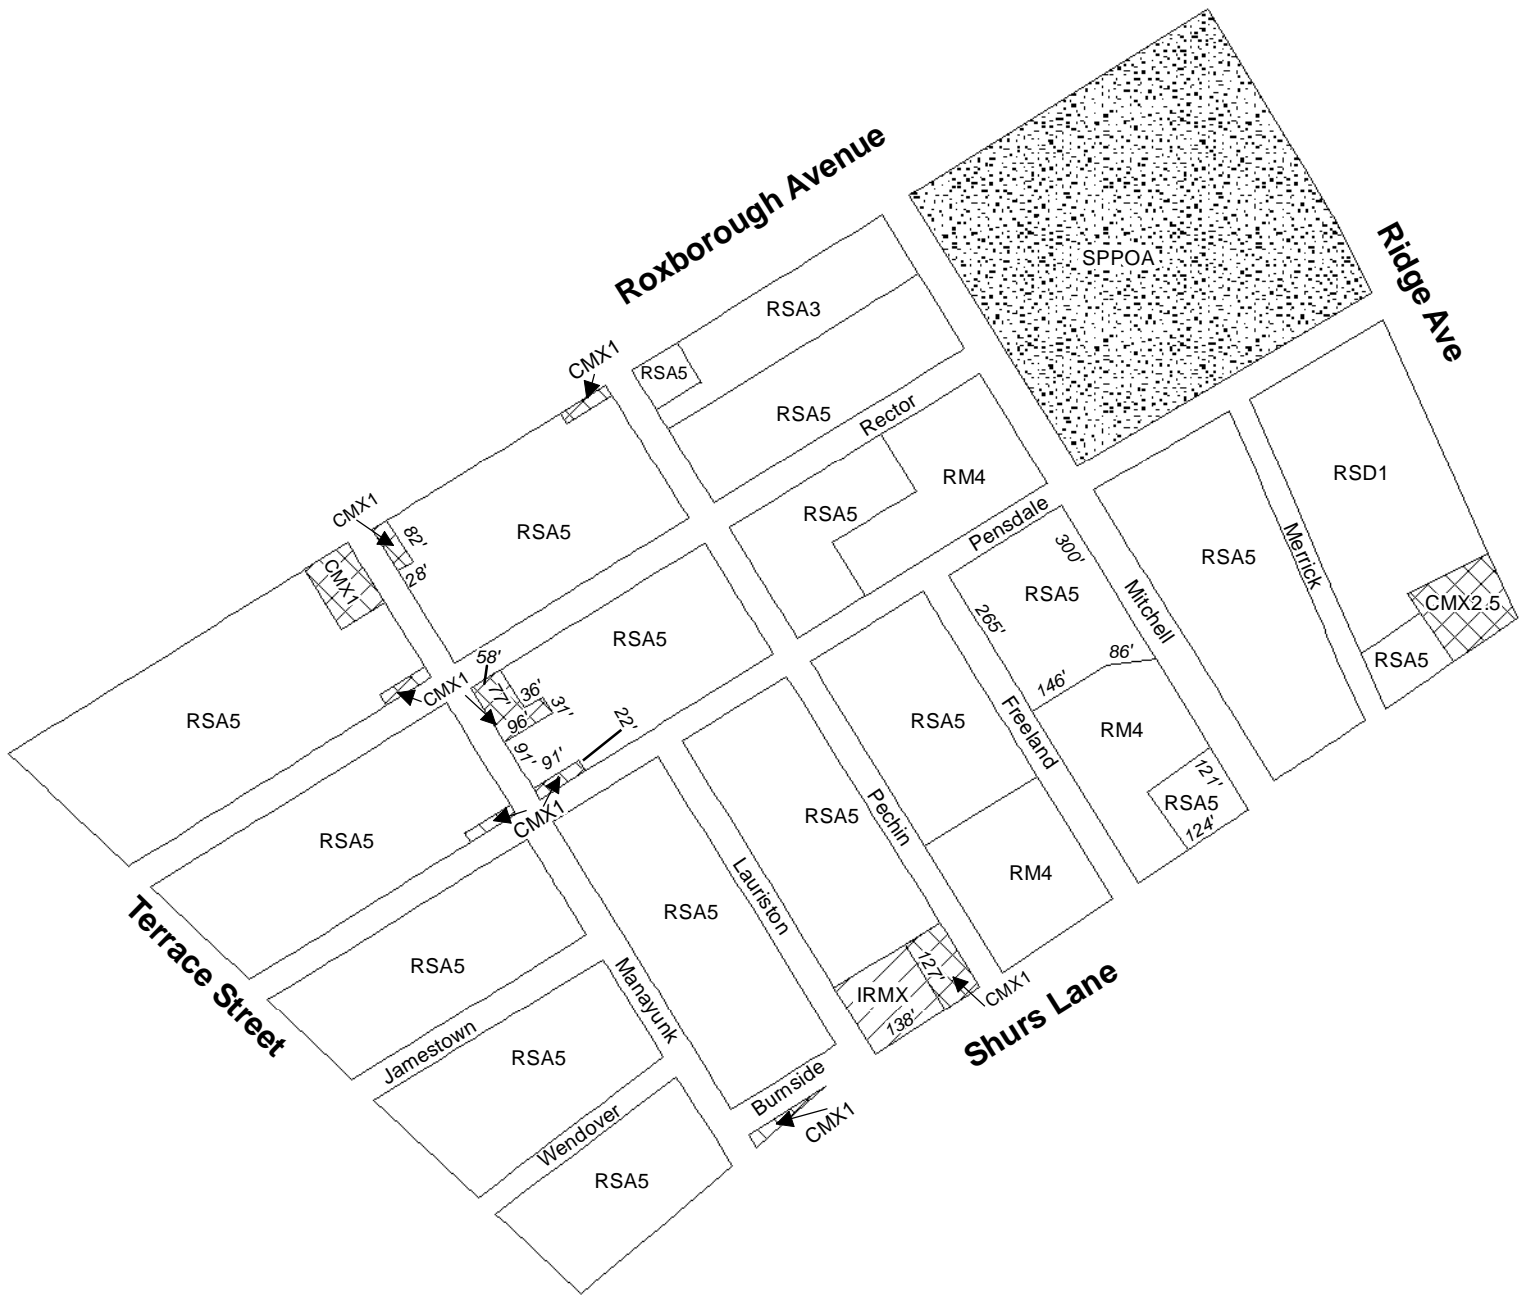 Roxborough Avenue
SPPOA
Ridge Ave
RSA3
CMX1
RSA5
RSA5
Rector
RSD1
RM4
CMX1
82'
RSA5
RSA5
Pensdale
300'
RSA5
Merrick
CMX1
28'
RSA5
Mitchell
CMX2.5
265'
RSA5
58'
86'
RSA5
CMX1
77'
36'
31'
146'
96'
22'
RSA5
RSA5
Freeland
RM4
91'
91'
121'
RSA5
124'
CMX1
RSA5
RSA5
Pechin
RM4
Lauriston
RSA5
Terrace Street
RSA5
127'
IRMX
138'
CMX1
Manayunk
Shurs Lane
Jamestown
RSA5
Burnside
CMX1
Wendover
RSA5